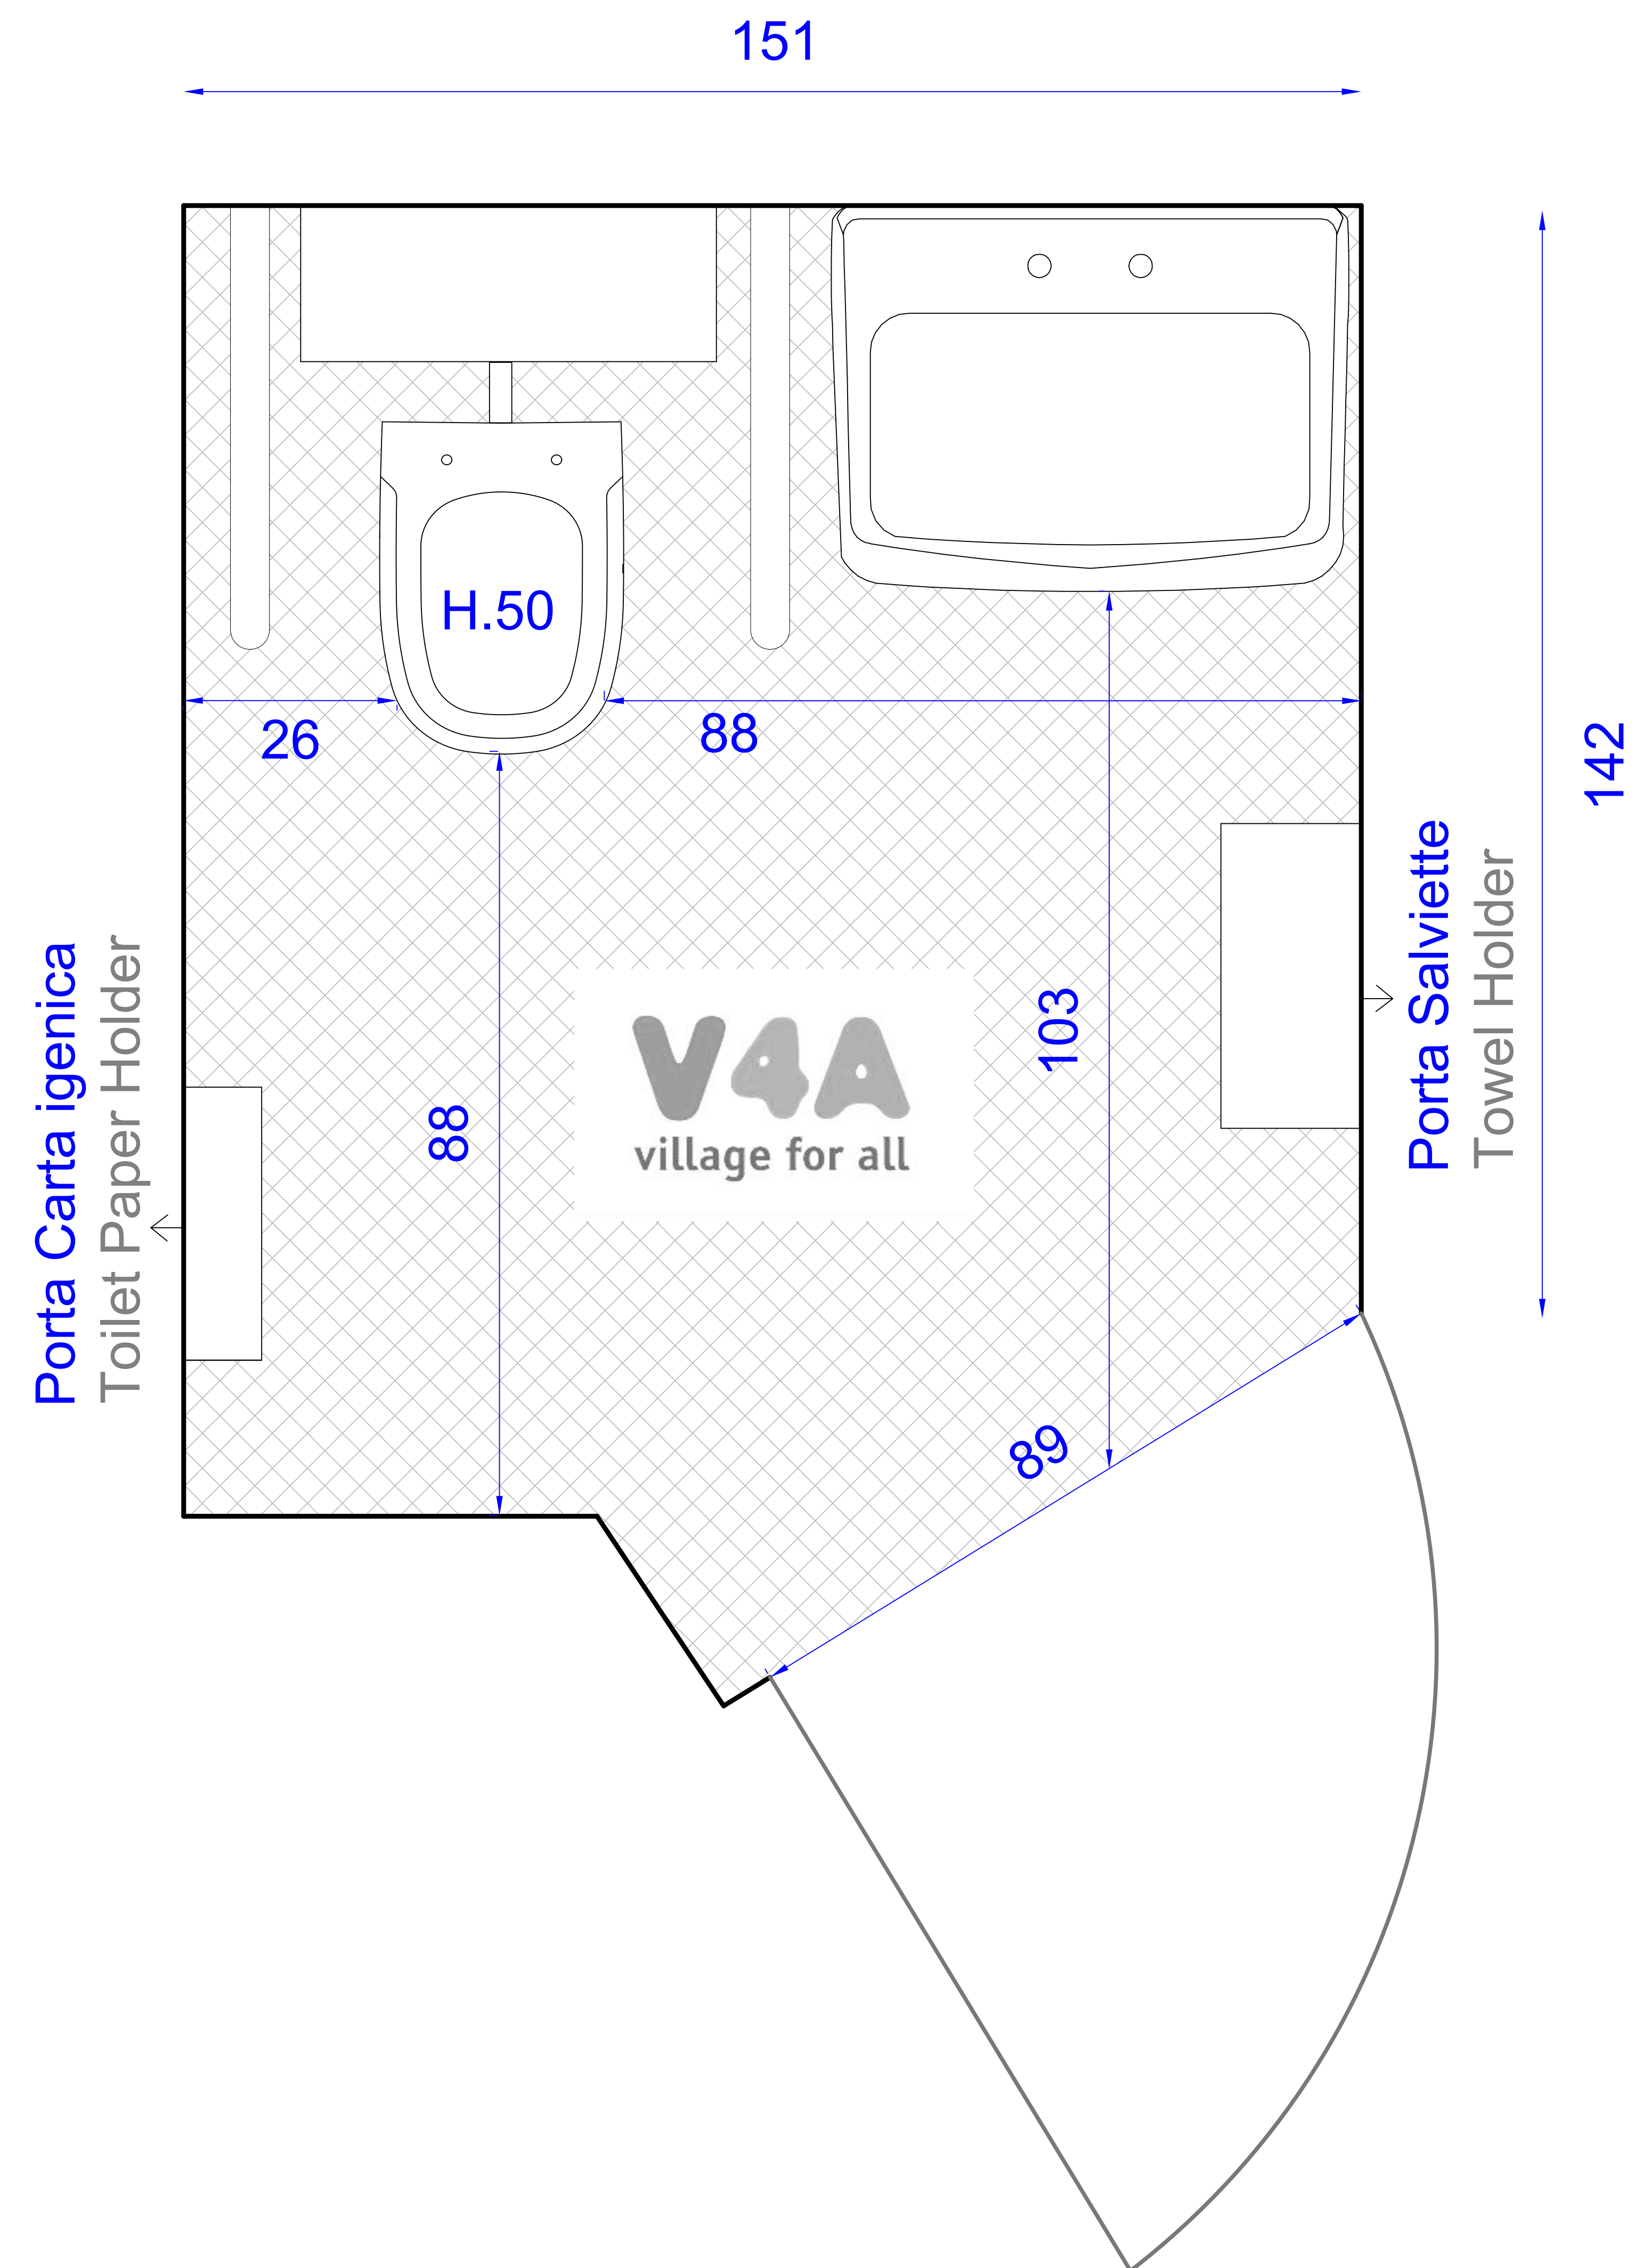 151
H.50
26
88
142
Porta Salviette
Towel Holder
Porta Carta igenica
Toilet Paper Holder
103
88
V4A
village for all
89